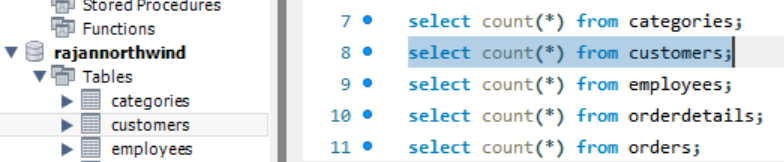 Stored Procedures
Functions
rajannorthwind
Tables
categories
customers
employees
7 select count(*) from categories;
8 select count(*) from customers;
9 select count(*) from employees;
10 select count(*) from orderdetails;
11 select count(*) from orders;